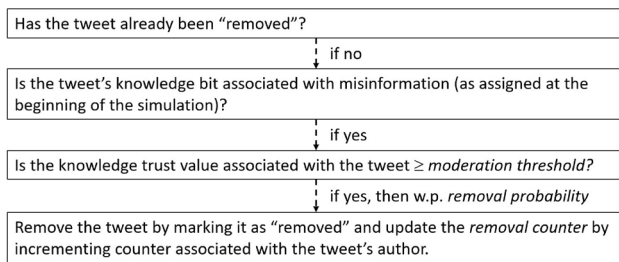 Has the tweet already been “removed”?
if no
Is the tweet’s knowledge bit associated with misinformation (as assigned at the
beginning of the simulation)?
if yes
Is the knowledge trust value associated with the tweet ≥ moderation threshold?
if yes, then w.p. removal probability
Remove the tweet by marking it as “removed” and update the removal counter by
incrementing counter associated with the tweet’s author.